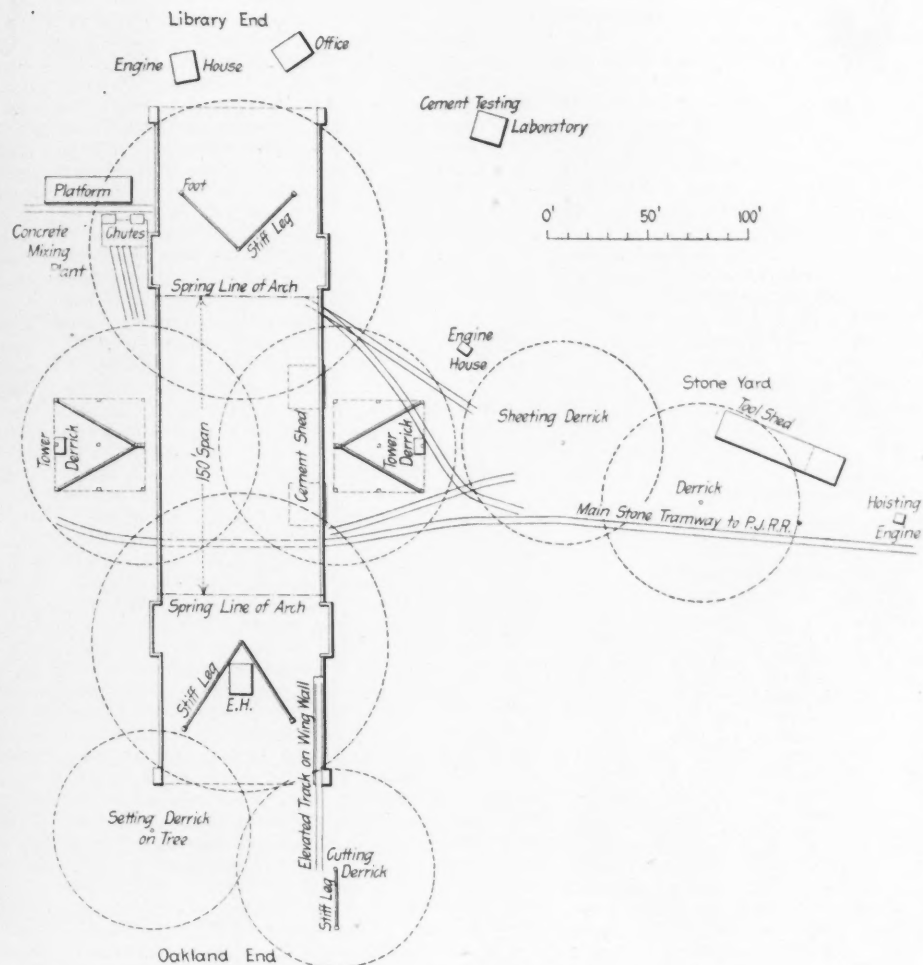 Library End
Engine House
Office
Cement Testing
Laboratory
Platform
Foot
Stiff Leg
0' 50' 100'
Concrete
Mixing
Plant
Chutes
Spring Line of Arch
Engine
House
Stone Yard
Tool Shed
Sheeting Derrick
Tower
Derrick
150' Span
Cement Shed
Tower
Derrick
Derrick
Main Stone Tramway to P.J.R.R.
Hoisting
Engine
Spring Line of Arch
Stiff Leg
E.H.
Elevated Track on Wing Wall
Setting Derrick
on Tree
Cutting
Derrick
Stiff Leg
Oakland End